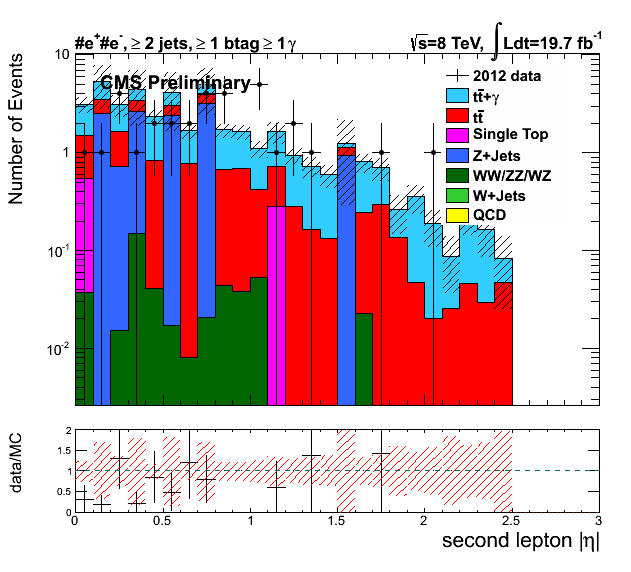 #e⁺#e⁻, ≥ 2 jets, ≥ 1 btag ≥ 1 γ
√s=8 TeV, ∫Ldt=19.7 fb⁻¹
CMS Preliminary
Number of Events
10
1
10⁻¹
10⁻²
2012 data
tt̄+γ
tt̄
Single Top
Z+Jets
WW/ZZ/WZ
W+Jets
QCD
data/MC
2
1.5
1
0.5
0
0 0.5 1 1.5 2 2.5 3
second lepton |η|